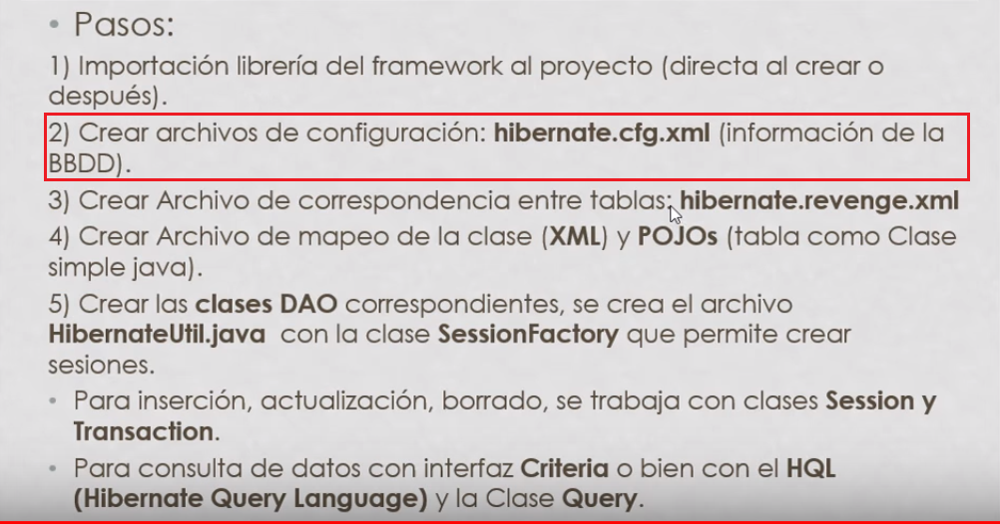 • Pasos:
1) Importación librería del framework al proyecto (directa al crear o
después).
2) Crear archivos de configuración: hibernate.cfg.xml (información de la
BBDD).
3) Crear Archivo de correspondencia entre tablas: hibernate.revenge.xml
4) Crear Archivo de mapeo de la clase (XML) y POJOs (tabla como Clase
simple java).
5) Crear las clases DAO correspondientes, se crea el archivo
HibernateUtil.java con la clase SessionFactory que permite crear
sesiones.
• Para inserción, actualización, borrado, se trabaja con clases Session y
Transaction.
• Para consulta de datos con interfaz Criteria o bien con el HQL
(Hibernate Query Language) y la Clase Query.